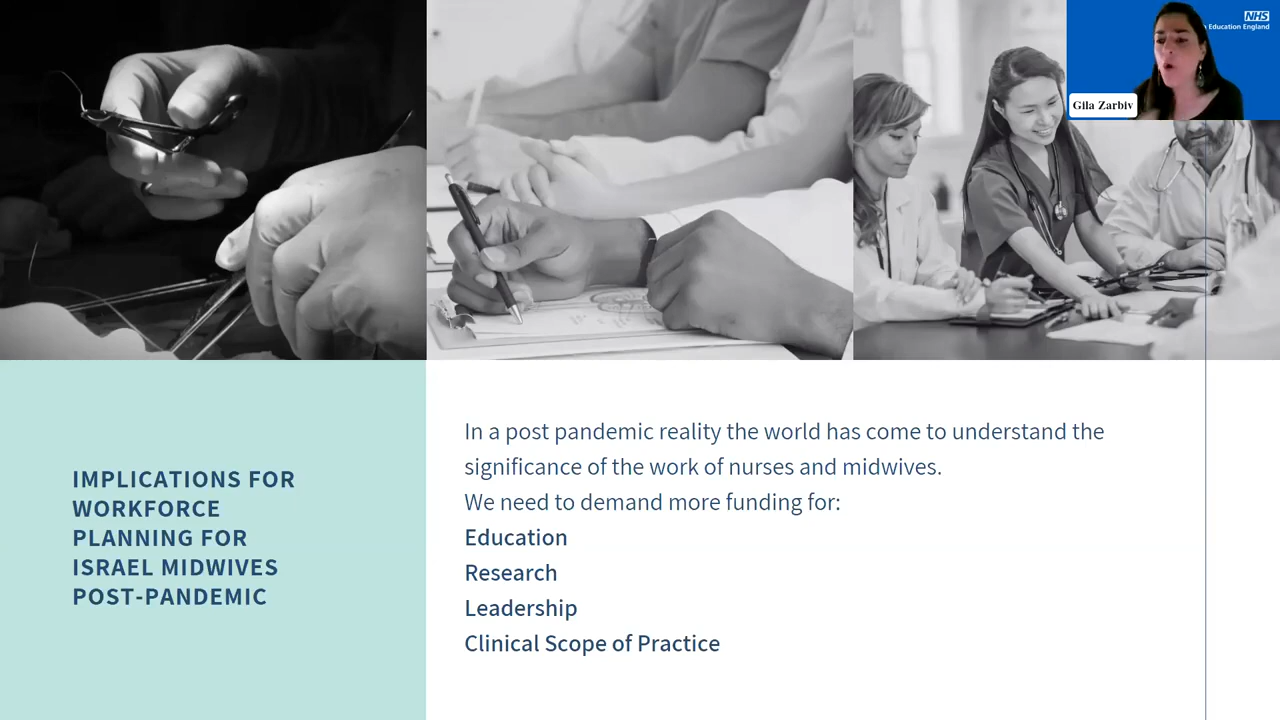 NHS
Education England
Gila Zarbiv
IMPLICATIONS FOR
WORKFORCE
PLANNING FOR
ISRAEL MIDWIVES
POST-PANDEMIC
In a post pandemic reality the world has come to understand the
significance of the work of nurses and midwives.
We need to demand more funding for:
Education
Research
Leadership
Clinical Scope of Practice